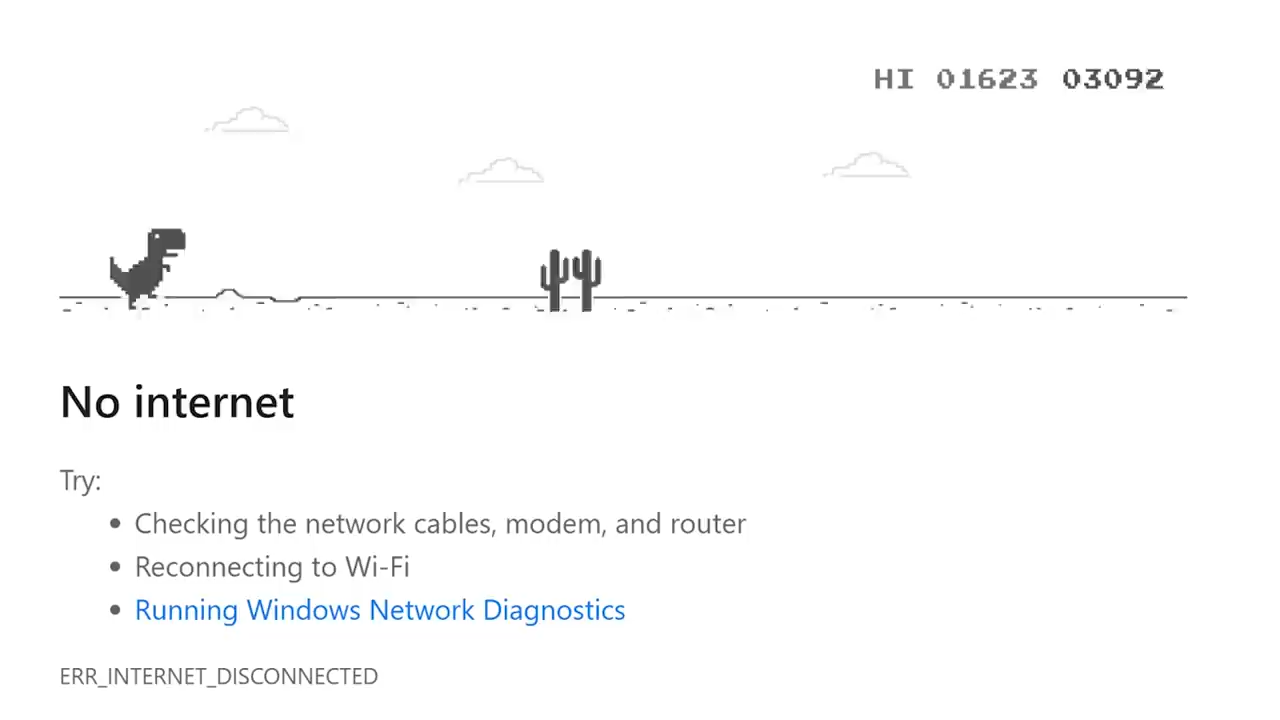 HI 01623 03092
No internet
Try:
Checking the network cables, modem, and router
Reconnecting to Wi-Fi
Running Windows Network Diagnostics
ERR_INTERNET_DISCONNECTED